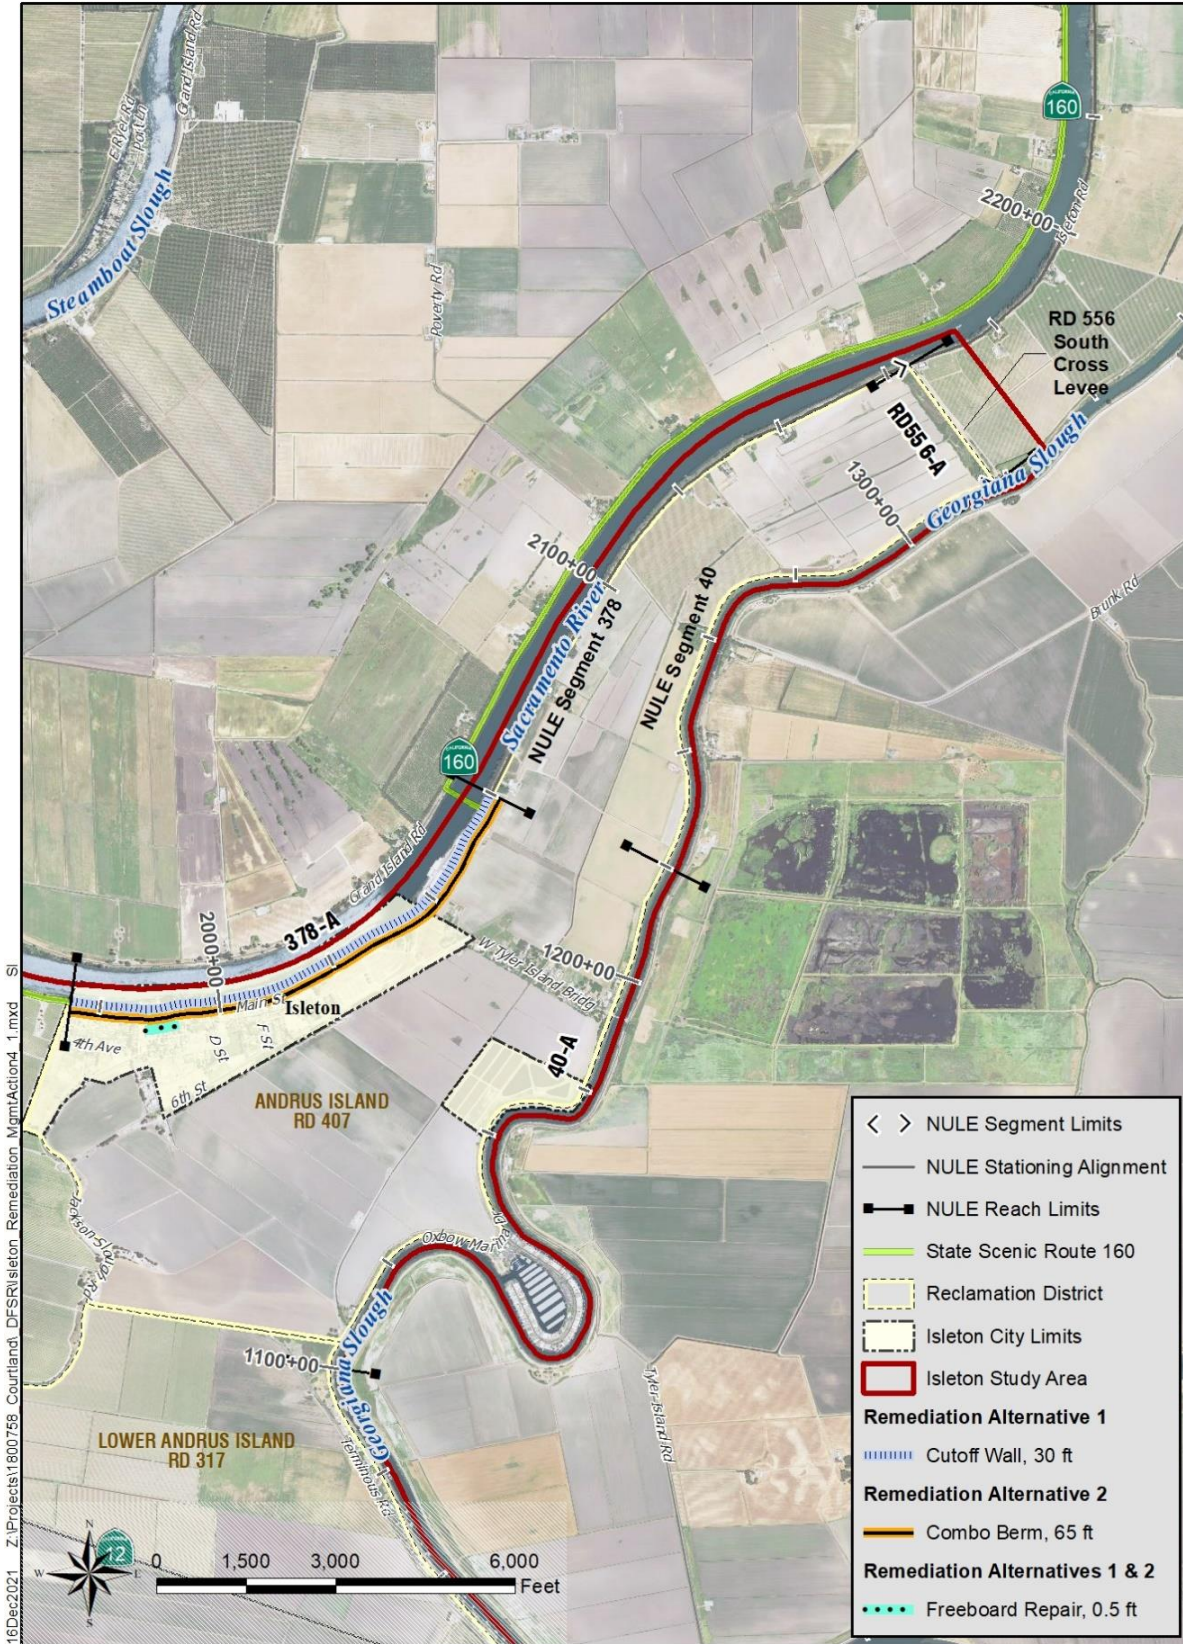 Grand Island Rd
E Ryer Rd
Steamboat Slough
160
2200+00
Isleton Rd
Poverty Rd
RD 556
South
Cross
Levee
RD556-A
1300+00
Georgiana Slough
2100+00
NULE Segment 40
Brunk Rd
Sacramento River
NULE Segment 378
160
Grand Island Rd
378-A
2000+00
W Tyler Island Bridg
1200+00
Main St
Isleton
4th Ave
D St
F St
6th St
40-A
ANDRUS ISLAND
RD 407
Jackson Slough Rd
Oxbow Marina Dr
Georgiana Slough
1100+00
Tyler Island Rd
LOWER ANDRUS ISLAND
RD 317
Terminous Rd
12
N
W
E
S
0
1,500
3,000
6,000
Feet
NULE Segment Limits
NULE Stationing Alignment
NULE Reach Limits
State Scenic Route 160
Reclamation District
Isleton City Limits
Isleton Study Area
Remediation Alternative 1
Cutoff Wall, 30 ft
Remediation Alternative 2
Combo Berm, 65 ft
Remediation Alternatives 1 & 2
Freeboard Repair, 0.5 ft
16Dec2021 Z:\Projects\1800758_Courtland\_DFSR\Isleton_Remediation_MgmtAction4_1.mxd SI